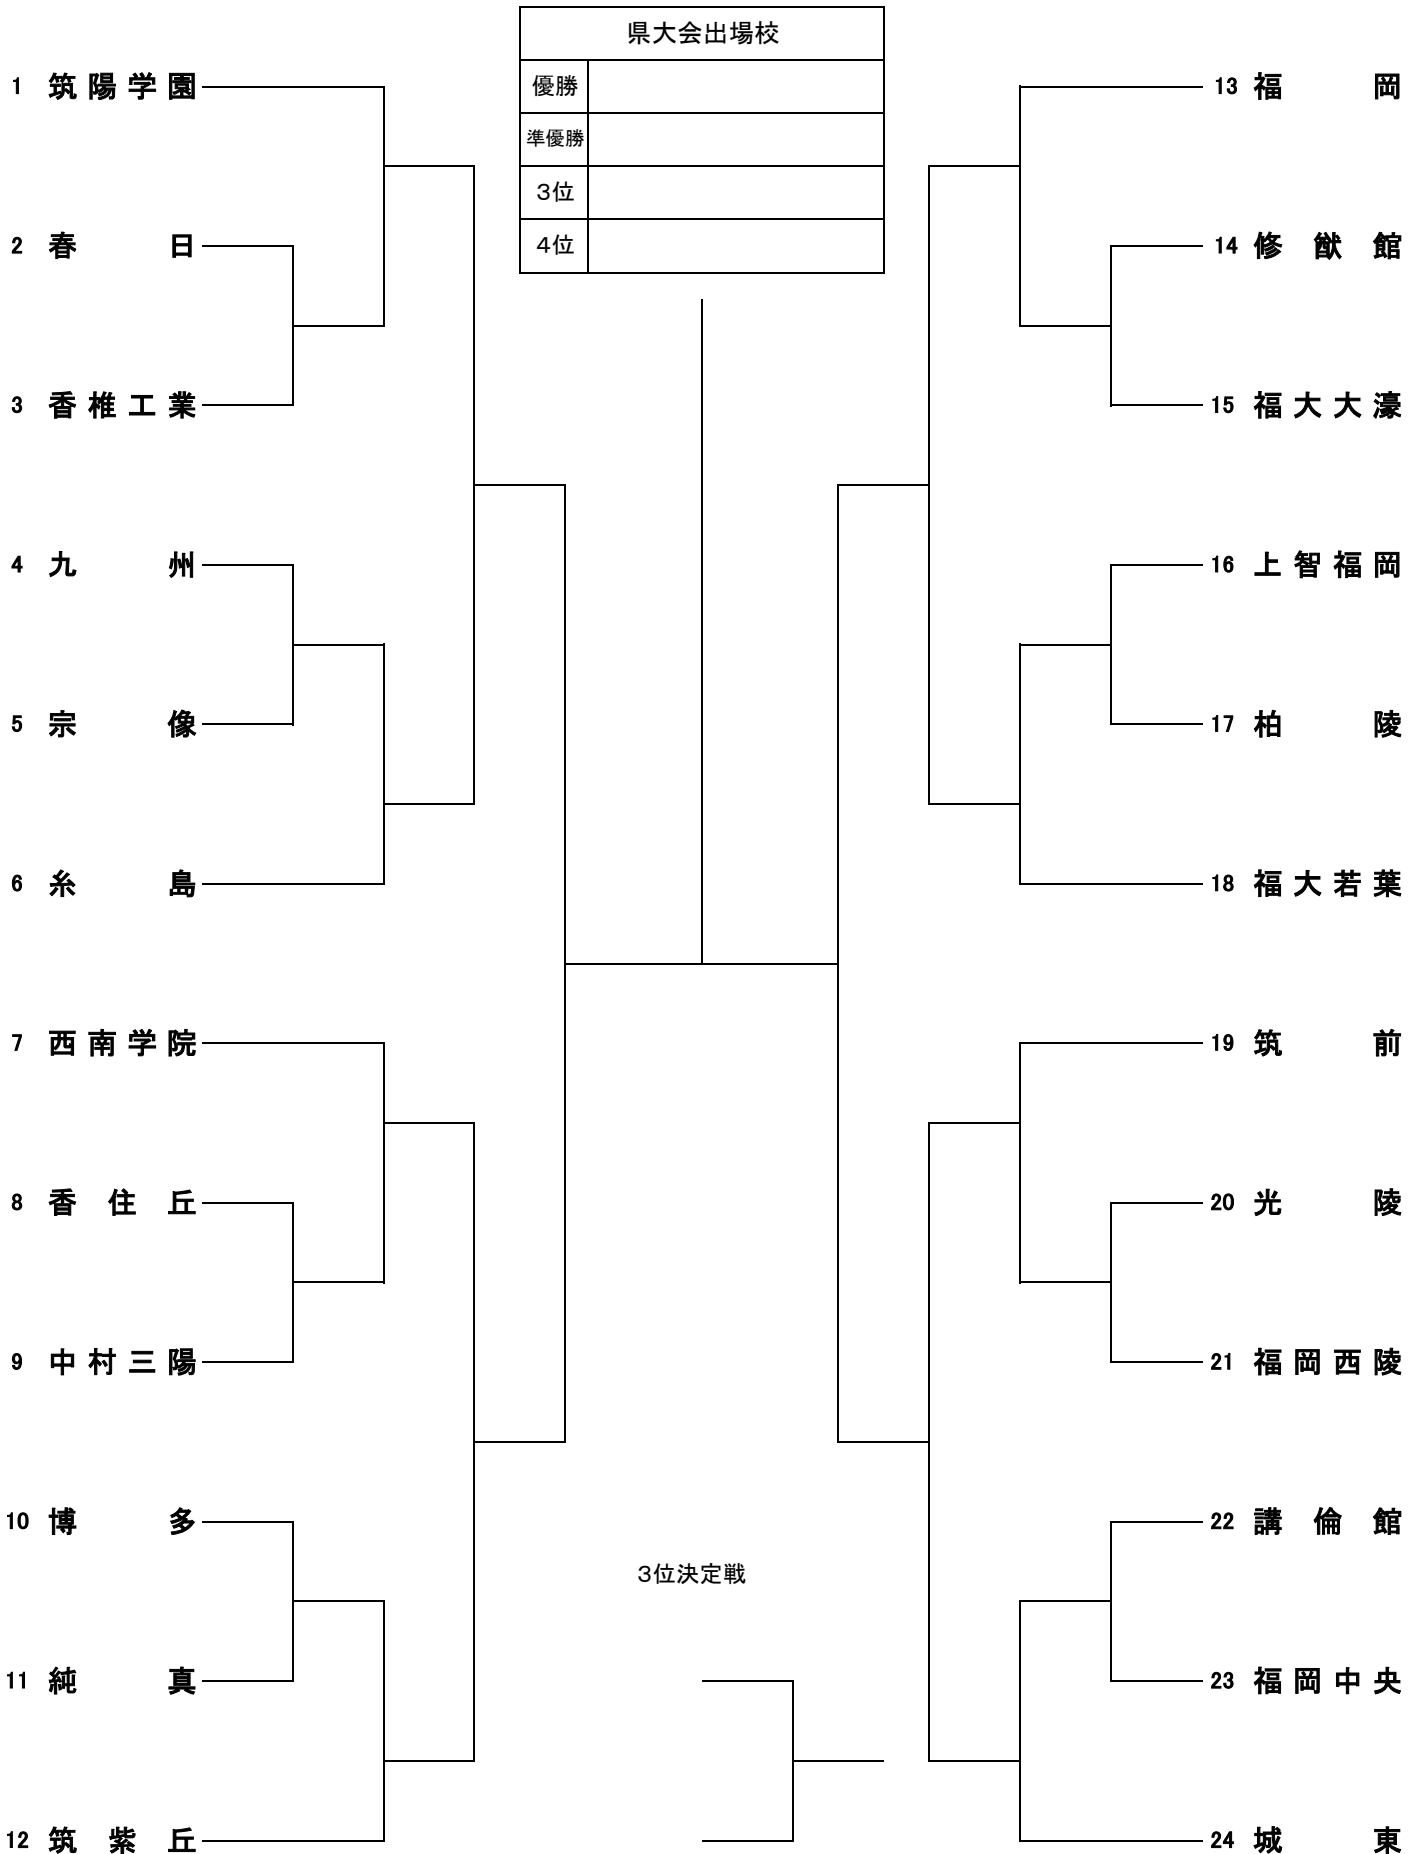 県大会出場校
優勝
準優勝
3位
4位
1 筑陽学園
2 春日
3 香椎工業
4 九州
5 宗像
6 糸島
7 西南学院
8 香住丘
9 中村三陽
10 博多
11 純真
12 筑紫丘
13 福岡
14 修猷館
15 福大大濠
16 上智福岡
17 柏陵
18 福大若葉
19 筑前
20 光陵
21 福岡西陵
22 講倫館
23 福岡中央
24 城東
3位決定戦